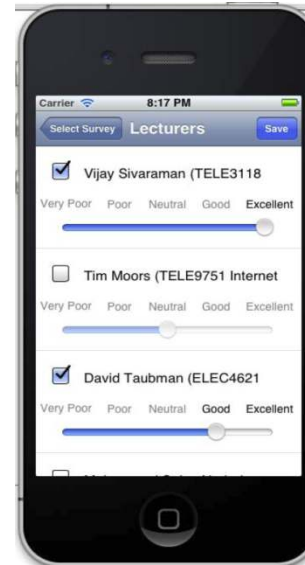 Carrier 8:17 PM
Select Survey Lecturers Save
Vijay Sivaraman (TELE3118
Very Poor Poor Neutral Good Excellent
Tim Moors (TELE9751 Internet
Very Poor Poor Neutral Good Excellent
David Taubman (ELEC4621
Very Poor Poor Neutral Good Excellent